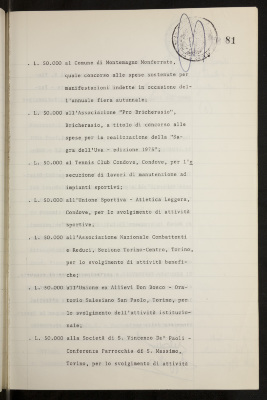 81
. L. 50.000 al Comune di Montemagno Monferrato,
quale concorso alle spese sostenute per
manifestazioni indette in occasione del-
l'annuale fiera autunnale;
. L. 50.000 all'Associazione "Pro Bricherasio",
Bricherasio, a titolo di concorso alle
spese per la realizzazione della "Sa-
gra dell'Uva - edizione 1975";
. L. 50.000 al Tennis Club Condove, Condove, per l'e
secuzione di lavori di manutenzione ad
impianti sportivi;
. L. 50.000 all'Unione Sportiva - Atletica Leggera,
Condove, per lo svolgimento di attività
sportive;
. L. 50.000 all'Associazione Nazionale Combattenti
e Reduci, Sezione Torino-Centro, Torino,
per lo svolgimento di attività benefi-
che;
. L. 50.000 all'Unione ex Allievi Don Bosco - Ora-
torio Salesiano San Paolo, Torino, per
lo svolgimento dell'attività istituzio-
nale;
. L. 50.000 alla Società di S. Vincenzo De' Paoli -
Conferenza Parrocchia di S. Massimo,
Torino, per lo svolgimento di attività